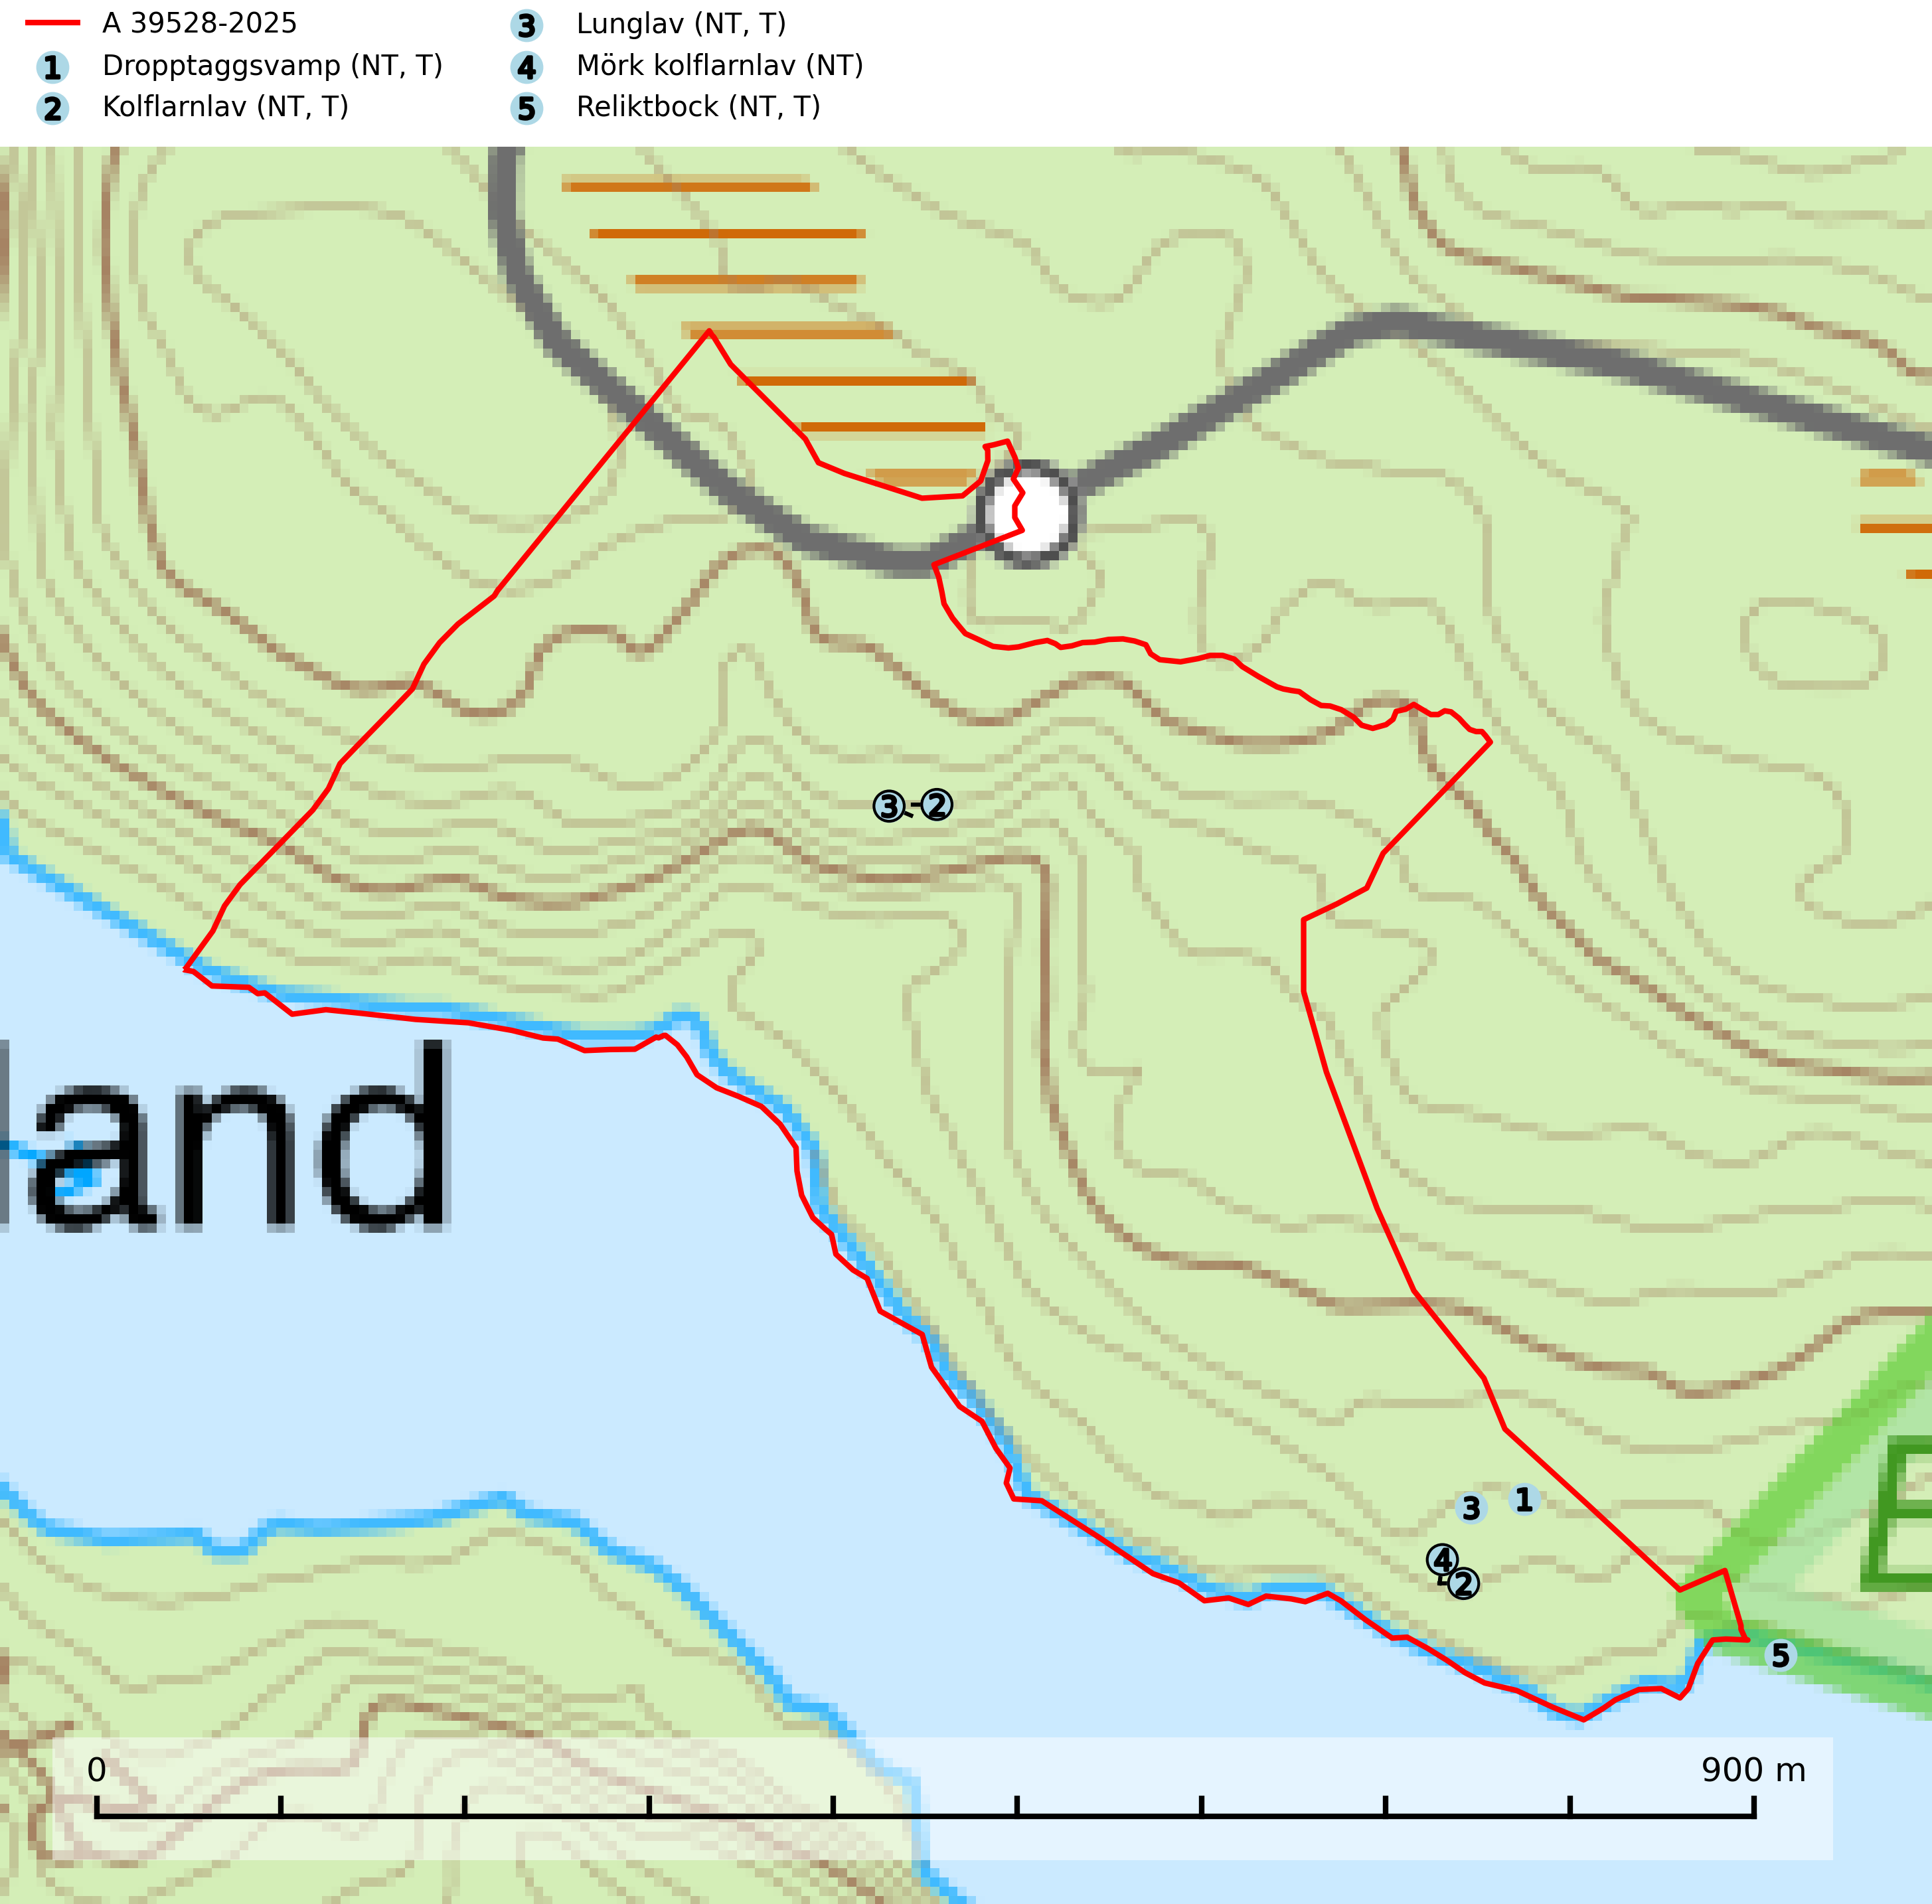 A 39528-2025
1 Dropptaggsvamp (NT, T)
2 Kolflarnlav (NT, T)
3 Lunglav (NT, T)
4 Mörk kolflarnlav (NT)
5 Reliktbock (NT, T)
3 2
land
3 1
4
2
E
5
0 900 m